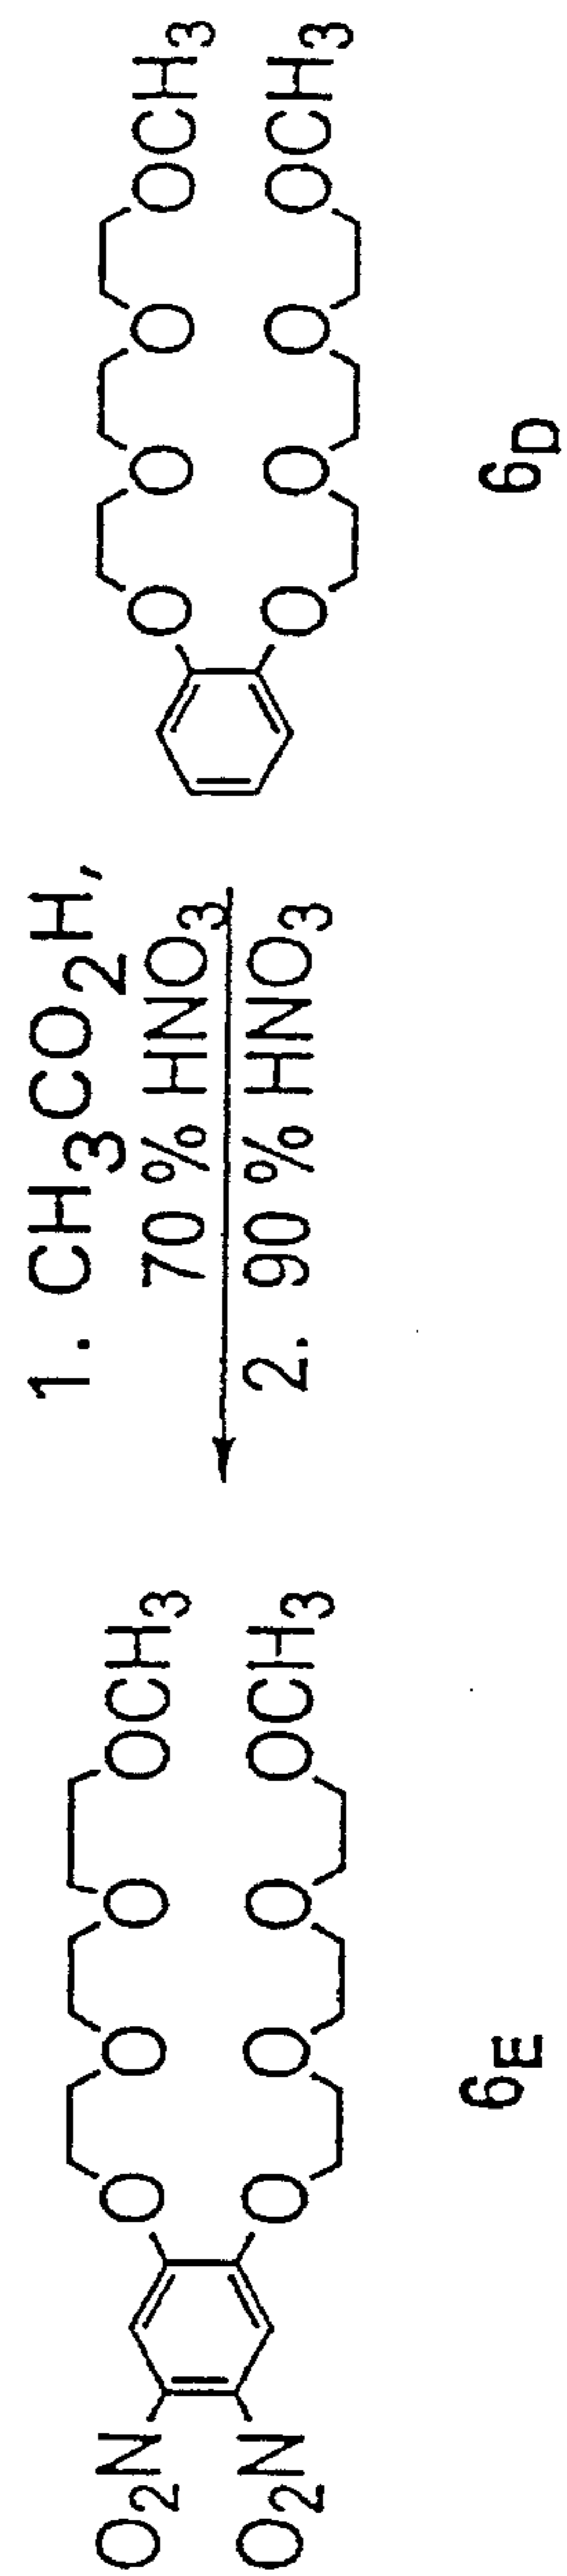 O₂N O O O O OCH₃
O₂N O O O O OCH₃
6E
1. CH₃CO₂H,
70 % HNO₃
2. 90 % HNO₃
O O O O OCH₃
O O O O OCH₃
6D